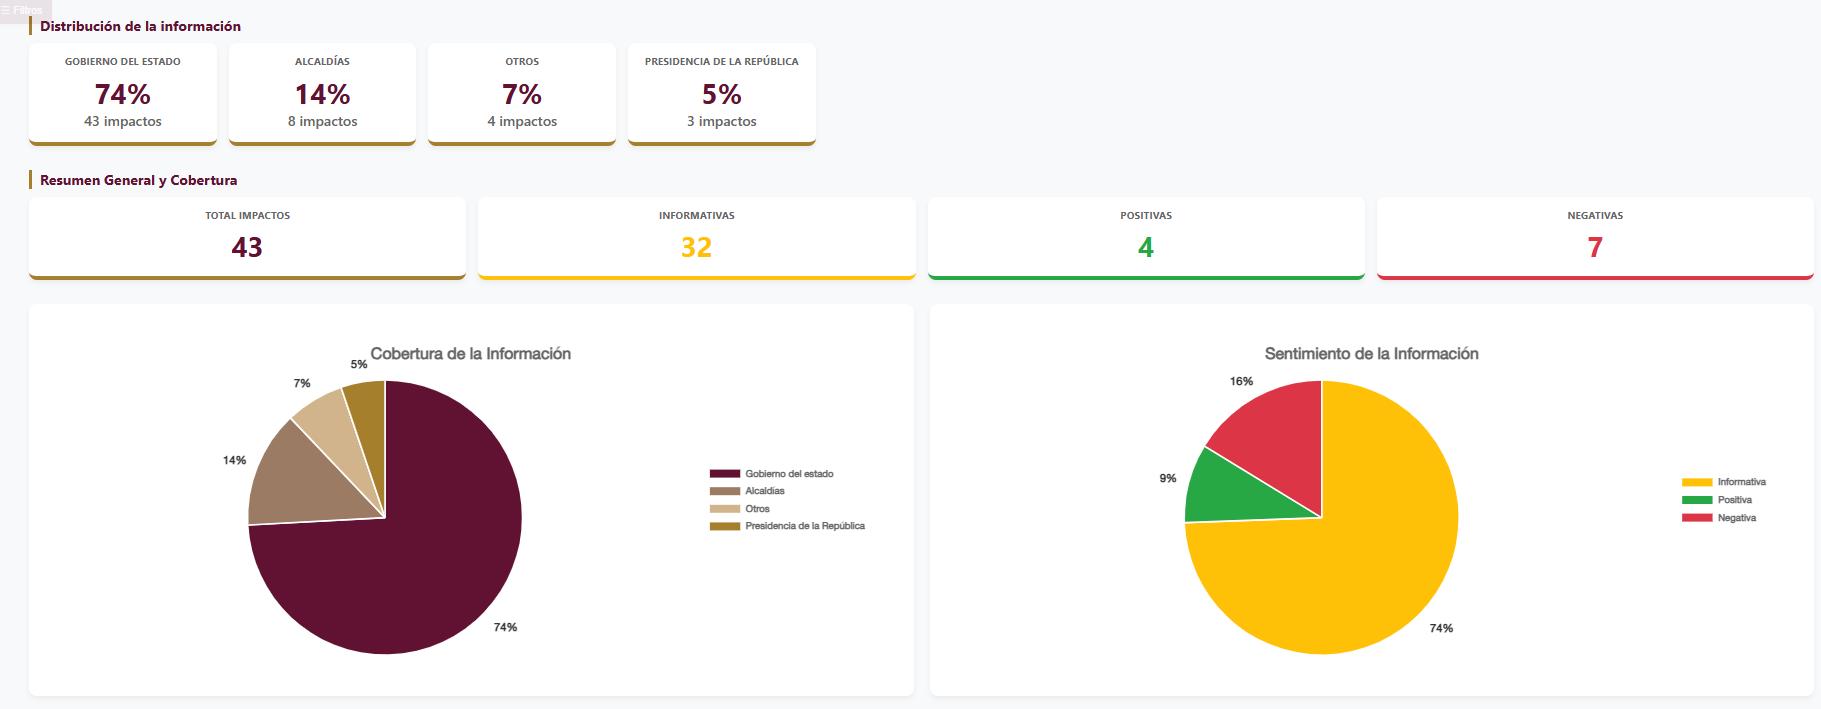 ☰ Filtros
Distribución de la información
GOBIERNO DEL ESTADO
74%
43 impactos
ALCALDÍAS
14%
8 impactos
OTROS
7%
4 impactos
PRESIDENCIA DE LA REPÚBLICA
5%
3 impactos
Resumen General y Cobertura
TOTAL IMPACTOS
43
INFORMATIVAS
32
POSITIVAS
4
NEGATIVAS
7
Cobertura de la Información
5%
7%
14%
74%
Gobierno del estado
Alcaldías
Otros
Presidencia de la República
Sentimiento de la Información
16%
9%
74%
Informativa
Positiva
Negativa